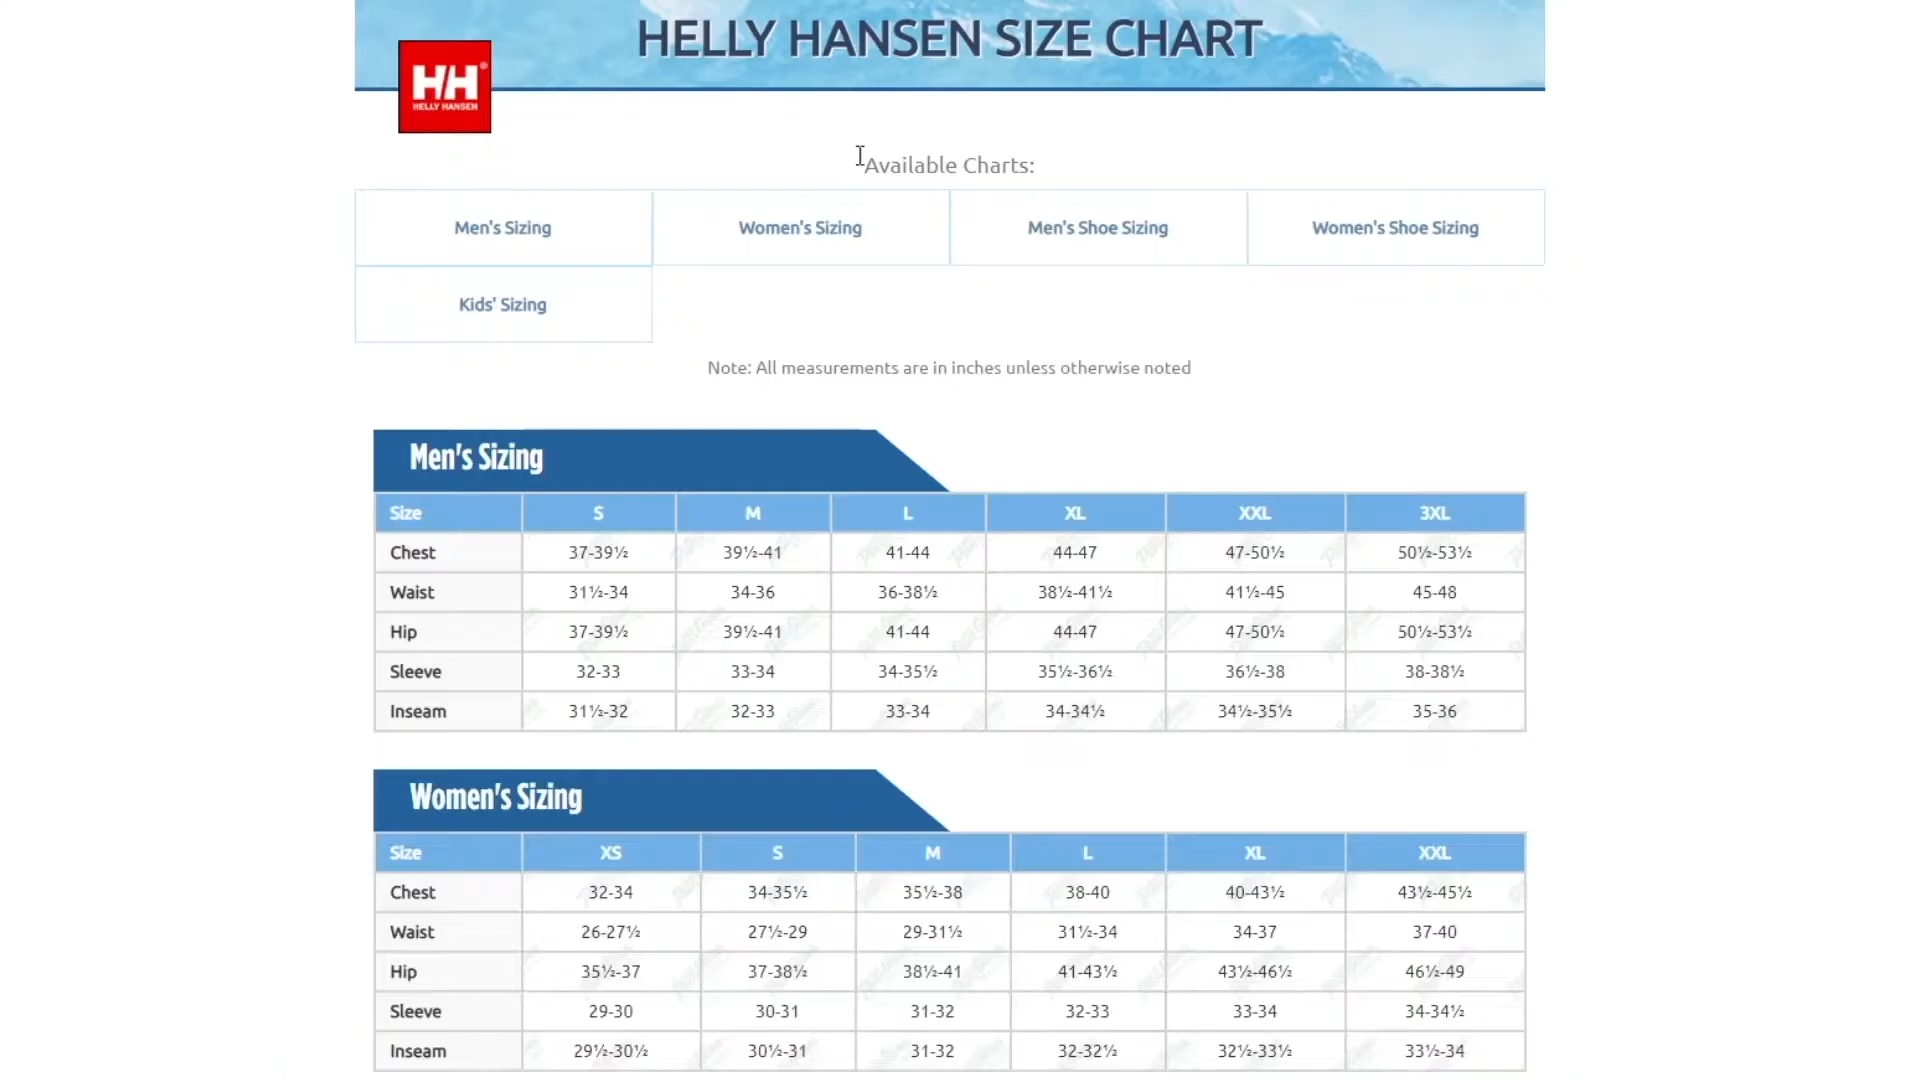 HELLY HANSEN SIZE CHART
HH®
HELLY HANSEN
Available Charts:
Men's Sizing Women's Sizing Men's Shoe Sizing Women's Shoe Sizing
Kids' Sizing
Note: All measurements are in inches unless otherwise noted
Men's Sizing
Size S M L XL XXL 3XL
Chest 37-39½ 39½-41 41-44 44-47 47-50½ 50½-53½
Waist 31½-34 34-36 36-38½ 38½-41½ 41½-45 45-48
Hip 37-39½ 39½-41 41-44 44-47 47-50½ 50½-53½
Sleeve 32-33 33-34 34-35½ 35½-36½ 36½-38 38-38½
Inseam 31½-32 32-33 33-34 34-34½ 34½-35½ 35-36
Women's Sizing
Size XS S M L XL XXL
Chest 32-34 34-35½ 35½-38 38-40 40-43½ 43½-45½
Waist 26-27½ 27½-29 29-31½ 31½-34 34-37 37-40
Hip 35½-37 37-38½ 38½-41 41-43½ 43½-46½ 46½-49
Sleeve 29-30 30-31 31-32 32-33 33-34 34-34½
Inseam 29½-30½ 30½-31 31-32 32-32½ 32½-33½ 33½-34